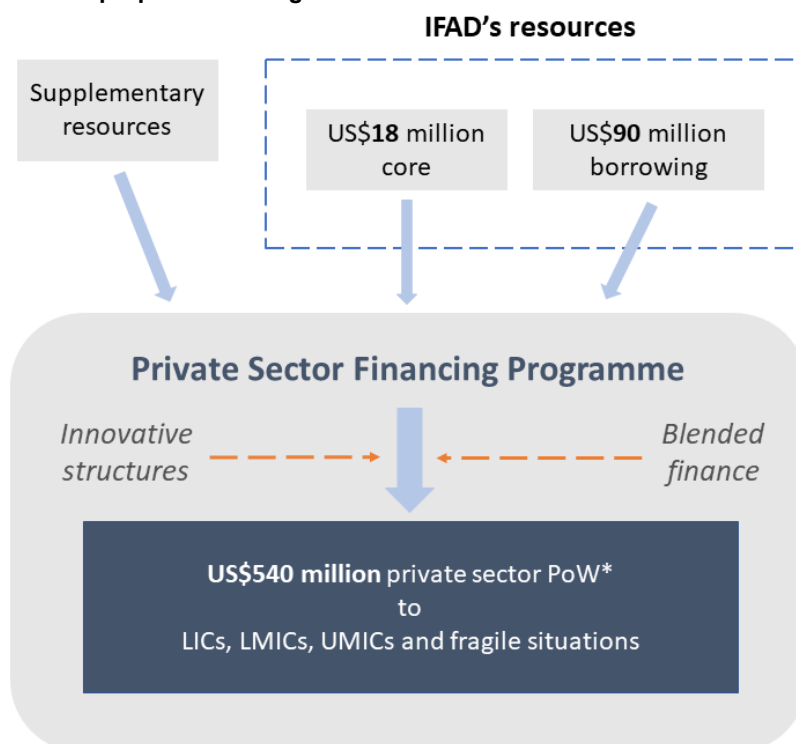 IFAD's resources
Supplementary
resources
US$18 million
core
US$90 million
borrowing
Private Sector Financing Programme
Innovative
structures
Blended
finance
US$540 million private sector PoW*
to
LICs, LMICs, UMICs and fragile situations